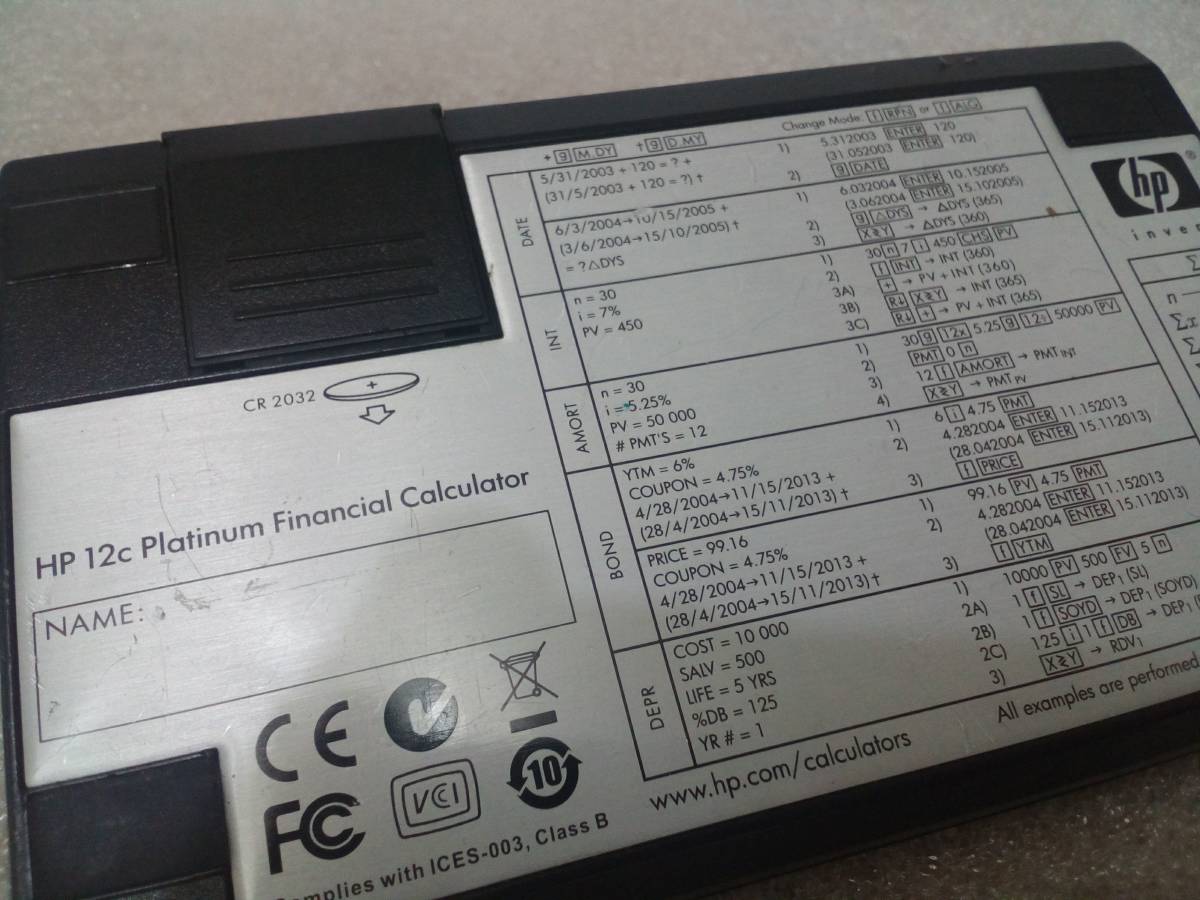 CR 2032 +
HP 12c Platinum Financial Calculator
NAME:
CE
FC
VCI
10
omplies with ICES-003, Class B
+ g M.DY + g D.MY Change Mode: f RPN or f ALG
DATE
5/31/2003 + 120 = ? +
(31/5/2003 + 120 = ?) †
1) 5.312003 ENTER 120
(31.052003 ENTER 120)
2) g DATE
6/3/2004→10/15/2005 +
(3/6/2004→15/10/2005) †
= ?△DYS
1) 6.032004 ENTER 10.152005
(3.062004 ENTER 15.102005)
2) g △DYS → △DYS (365)
3) X≷Y → △DYS (360)
INT
n = 30
i = 7%
PV = 450
1) 30 n 7 i 450 CHS PV
2) f INT → INT (360)
3A) + → PV + INT (360)
3B) R↓ X≷Y → INT (365)
3C) R↓ + → PV + INT (365)
AMORT
n = 30
i = 5.25%
PV = 50 000
# PMT'S = 12
1) 30 g 12x 5.25 g 12÷ 50000 PV
2) PMT 0 n
3) 12 f AMORT → PMT INT
4) X≷Y → PMT PV
BOND
YTM = 6%
COUPON = 4.75%
4/28/2004→11/15/2013 +
(28/4/2004→15/11/2013) †
1) 6 i 4.75 PMT
2) 4.282004 ENTER 11.152013
(28.042004 ENTER 15.112013)
3) f PRICE
PRICE = 99.16
COUPON = 4.75%
4/28/2004→11/15/2013 +
(28/4/2004→15/11/2013) †
1) 99.16 PV 4.75 PMT
2) 4.282004 ENTER 11.152013
(28.042004 ENTER 15.112013)
3) f YTM
DEPR
COST = 10 000
SALV = 500
LIFE = 5 YRS
%DB = 125
YR # = 1
1) 10000 PV 500 FV 5 n
2A) 1 f SL → DEP₁ (SL)
2B) 1 f SOYD → DEP₁ (SOYD)
2C) 125 i 1 f DB → DEP₁
3) X≷Y → RDV₁
www.hp.com/calculators
All examples are performed
hp ®
inve
Σ
n
Σx
Σ